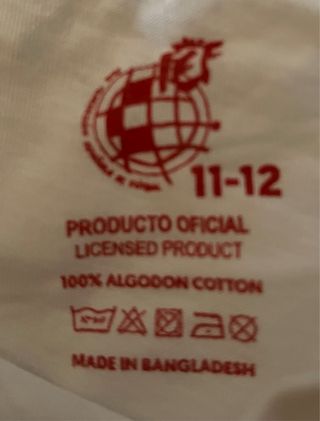 11-12
PRODUCTO OFICIAL
LICENSED PRODUCT
100% ALGODON COTTON
MADE IN BANGLADESH